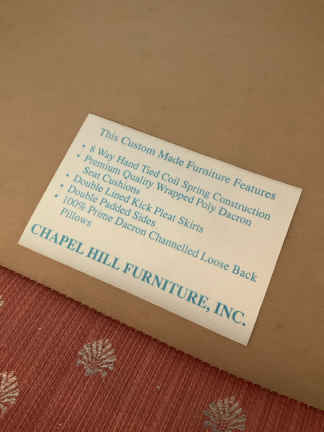 This Custom Made Furniture Features
• 8 Way Hand Tied Coil Spring Construction
• Premium Quality Wrapped Poly Dacron
Seat Cushions
• Double Lined Kick Pleat Skirts
• Double Padded Sides
• 100% Prime Dacron Channelled Loose Back
Pillows
CHAPEL HILL FURNITURE, INC.